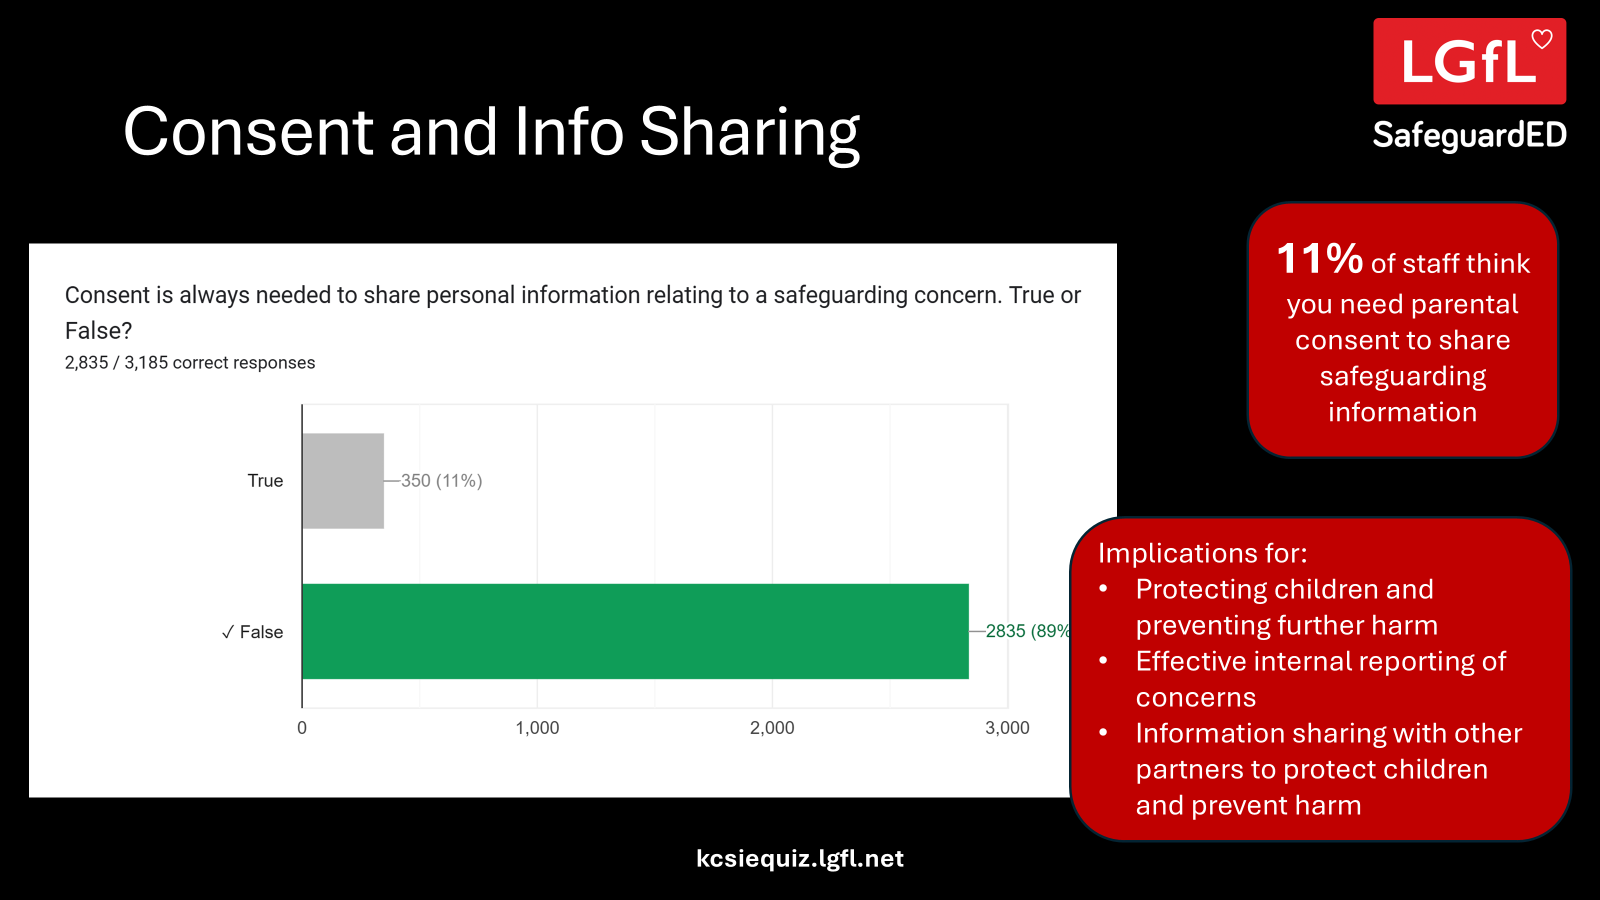 LGfL
SafeguardED
Consent and Info Sharing
Consent is always needed to share personal information relating to a safeguarding concern. True or
False?
2,835 / 3,185 correct responses
True
350 (11%)
✓ False
2835 (89%
0
1,000
2,000
3,000
11% of staff think
you need parental
consent to share
safeguarding
information
Implications for:
• Protecting children and
preventing further harm
• Effective internal reporting of
concerns
• Information sharing with other
partners to protect children
and prevent harm
kcsiequiz.lgfl.net